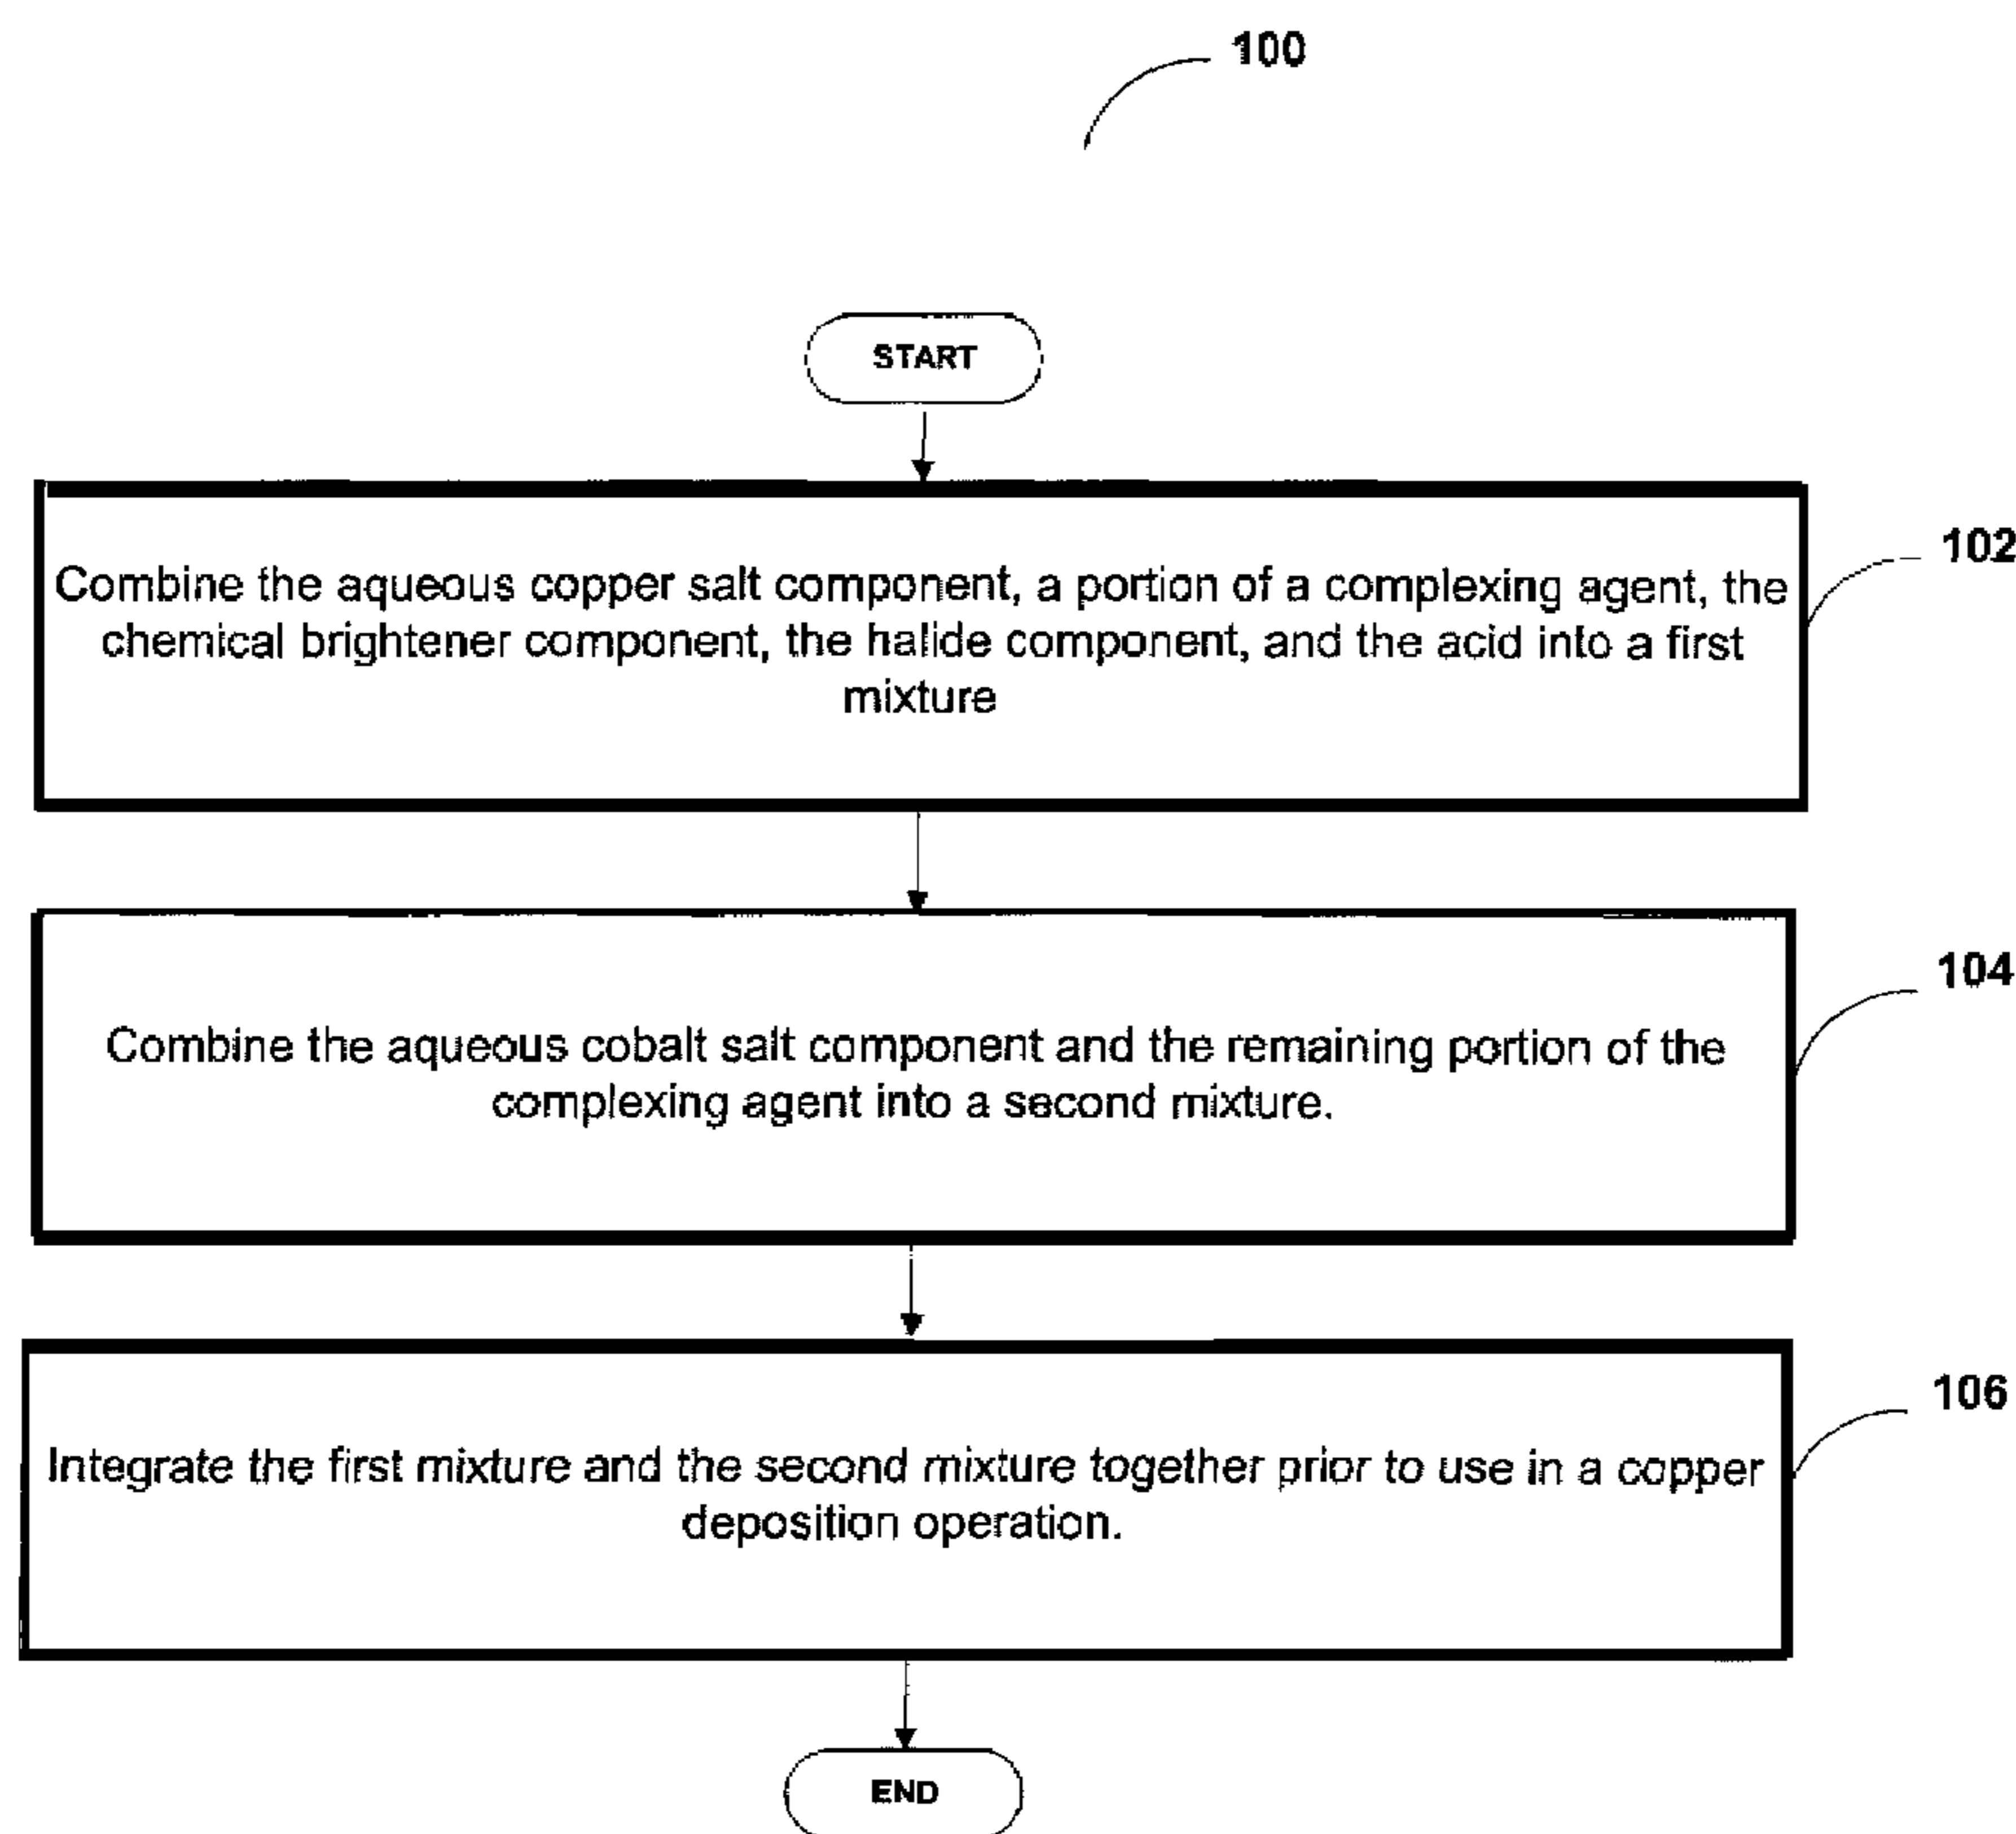 100
START
Combine the aqueous copper salt component, a portion of a complexing agent, the
chemical brightener component, the halide component, and the acid into a first
mixture
102
Combine the aqueous cobalt salt component and the remaining portion of the
complexing agent into a second mixture.
104
Integrate the first mixture and the second mixture together prior to use in a copper
deposition operation.
106
END